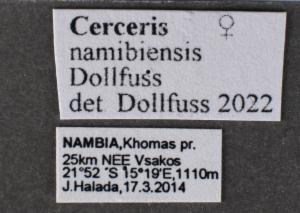 Cerceris ♀
namibiensis
Dollfuss
det Dollfuss 2022
NAMBIA,Khomas pr.
25km NEE Vsakos
21°52 ´S 15°19'E,1110m
J.Halada,17.3.2014